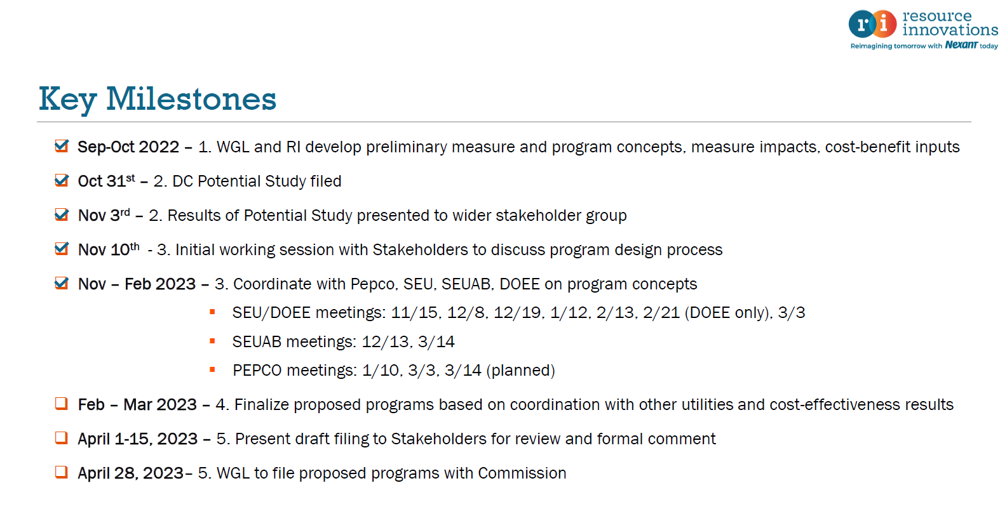 ri resource
innovations
Reimagining tomorrow with Nexant today
Key Milestones
Sep-Oct 2022 – 1. WGL and RI develop preliminary measure and program concepts, measure impacts, cost-benefit inputs
Oct 31st – 2. DC Potential Study filed
Nov 3rd – 2. Results of Potential Study presented to wider stakeholder group
Nov 10th - 3. Initial working session with Stakeholders to discuss program design process
Nov – Feb 2023 – 3. Coordinate with Pepco, SEU, SEUAB, DOEE on program concepts
SEU/DOEE meetings: 11/15, 12/8, 12/19, 1/12, 2/13, 2/21 (DOEE only), 3/3
SEUAB meetings: 12/13, 3/14
PEPCO meetings: 1/10, 3/3, 3/14 (planned)
Feb – Mar 2023 – 4. Finalize proposed programs based on coordination with other utilities and cost-effectiveness results
April 1-15, 2023 – 5. Present draft filing to Stakeholders for review and formal comment
April 28, 2023– 5. WGL to file proposed programs with Commission